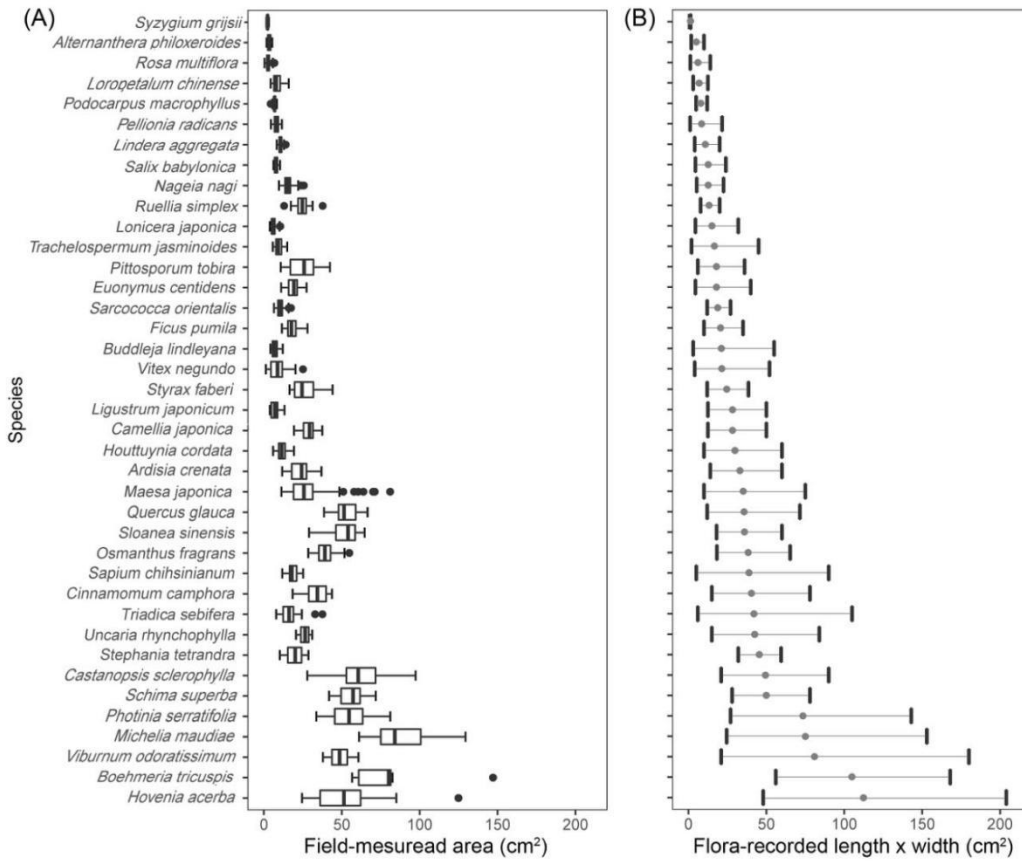 (A)
(B)
Species
Syzygium grijsii
Alternanthera philoxeroides
Rosa multiflora
Loropetalum chinense
Podocarpus macrophyllus
Pellionia radicans
Lindera aggregata
Salix babylonica
Nageia nagi
Ruellia simplex
Lonicera japonica
Trachelospermum jasminoides
Pittosporum tobira
Euonymus centidens
Sarcococca orientalis
Ficus pumila
Buddleja lindleyana
Vitex negundo
Styrax faberi
Ligustrum japonicum
Camellia japonica
Houttuynia cordata
Ardisia crenata
Maesa japonica
Quercus glauca
Sloanea sinensis
Osmanthus fragrans
Sapium chihsinianum
Cinnamomum camphora
Triadica sebifera
Uncaria rhynchophylla
Stephania tetrandra
Castanopsis sclerophylla
Schima superba
Photinia serratifolia
Michelia maudiae
Viburnum odoratissimum
Boehmeria tricuspis
Hovenia acerba
0 50 100 150 200
Field-mesuread area (cm²)
0 50 100 150 200
Flora-recorded length x width (cm²)